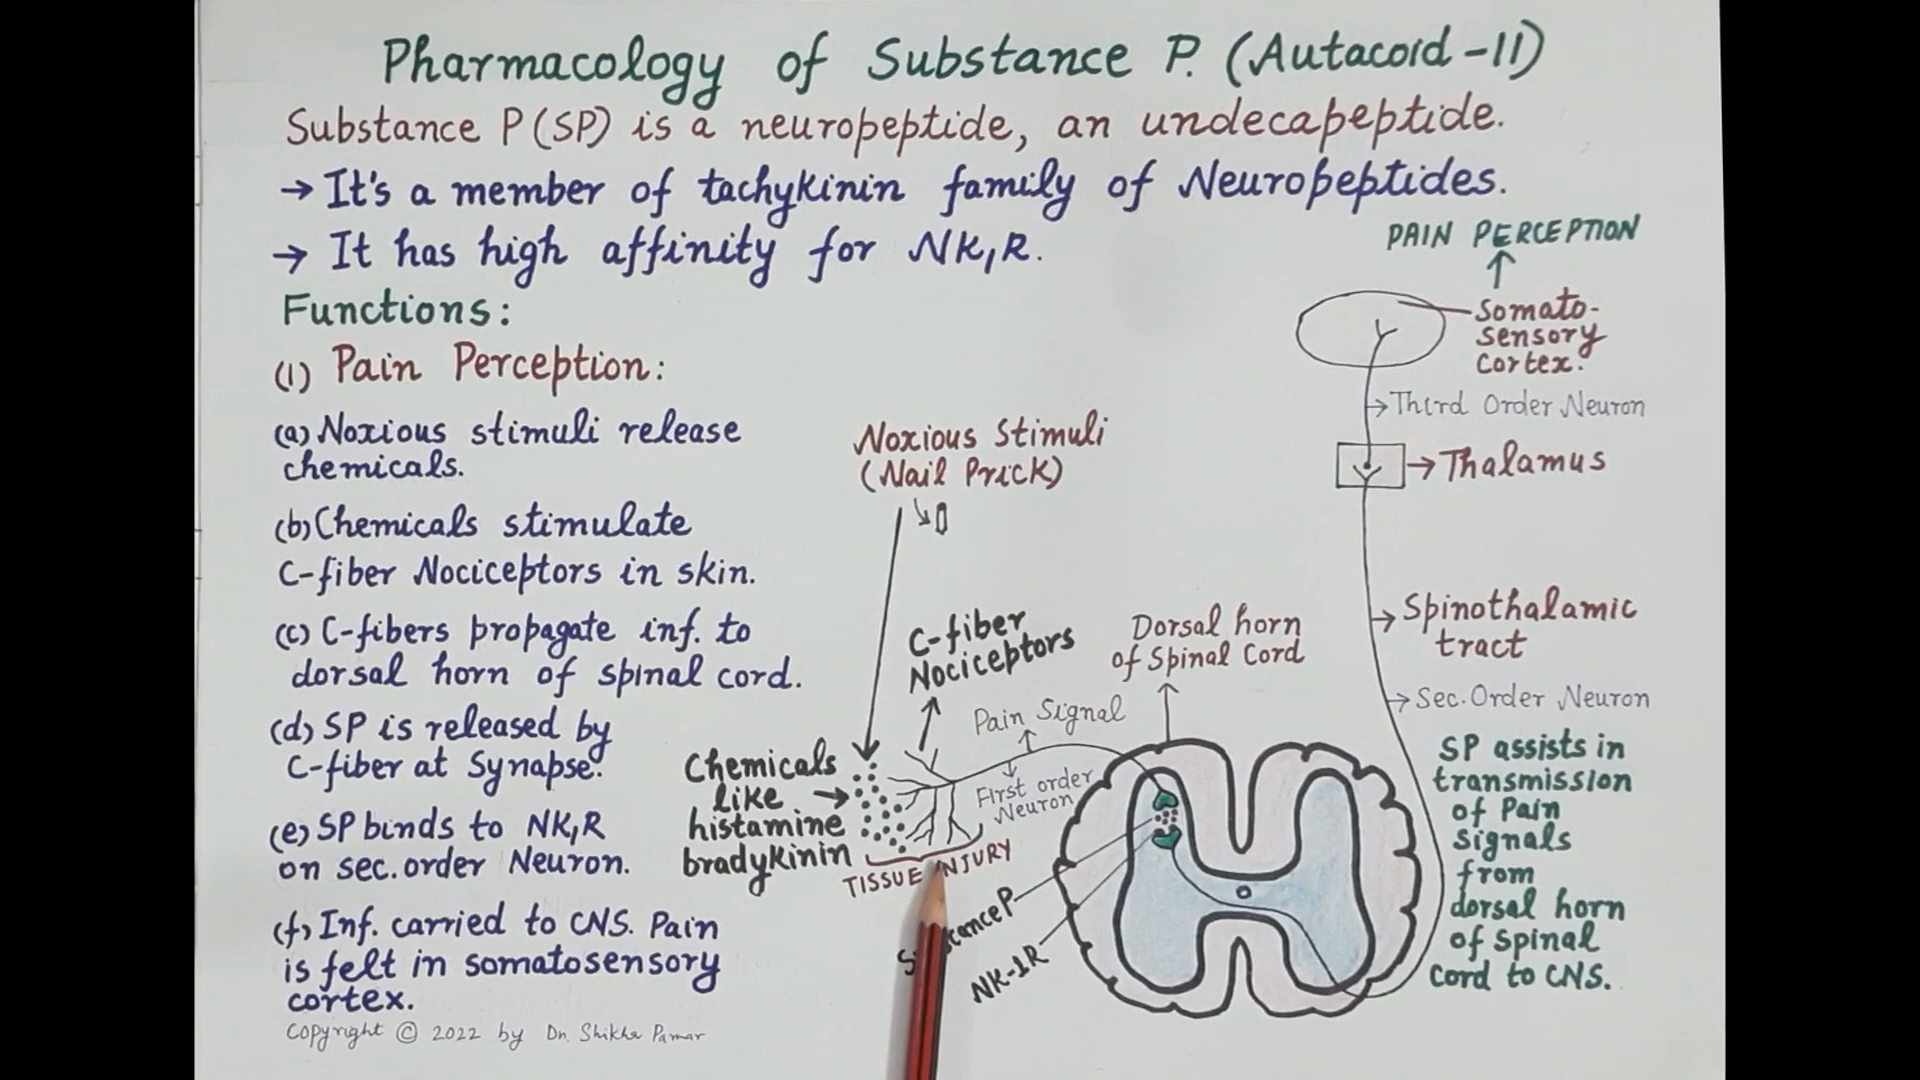 Pharmacology of Substance P. (Autacoid-II)
Substance P(SP) is a neuropeptide, an undecapeptide.
→ It's a member of tachykinin family of Neuropeptides.
→ It has high affinity for NK₁R.
Functions:
(1) Pain Perception:
(a) Noxious stimuli release
chemicals.
(b) Chemicals stimulate
C-fiber Nociceptors in skin.
(c) C-fibers propagate inf. to
dorsal horn of spinal cord.
(d) SP is released by
C-fiber at Synapse.
(e) SP binds to NK₁R
on sec. order Neuron.
(f) Inf. carried to CNS. Pain
is felt in somatosensory
cortex.
Copyright © 2022 by Dr. Shikha Parmar
Noxious Stimuli
(Nail Prick)
C-fiber
Nociceptors
Pain Signal
First order
Neuron
Chemicals
like →
histamine
bradykinin
TISSUE INJURY
Dorsal horn
of Spinal Cord
Substance P
NK-1R
PAIN PERCEPTION
Somato-
sensory
Cortex.
Third Order Neuron
→ Thalamus
Spinothalamic
tract
Sec. Order Neuron
SP assists in
transmission
of Pain
Signals
from
dorsal horn
of spinal
Cord to CNS.